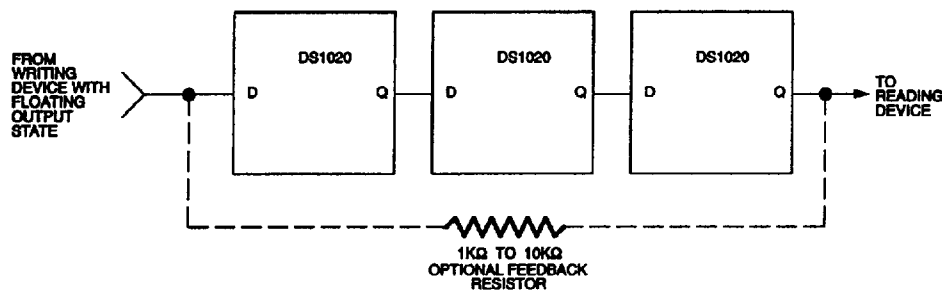 DS1020
DS1020
DS1020
FROM
WRITING
DEVICE WITH
FLOATING
OUTPUT
STATE
D
Q
D
Q
D
Q
TO
READING
DEVICE
1KΩ TO 10KΩ
OPTIONAL FEEDBACK
RESISTOR